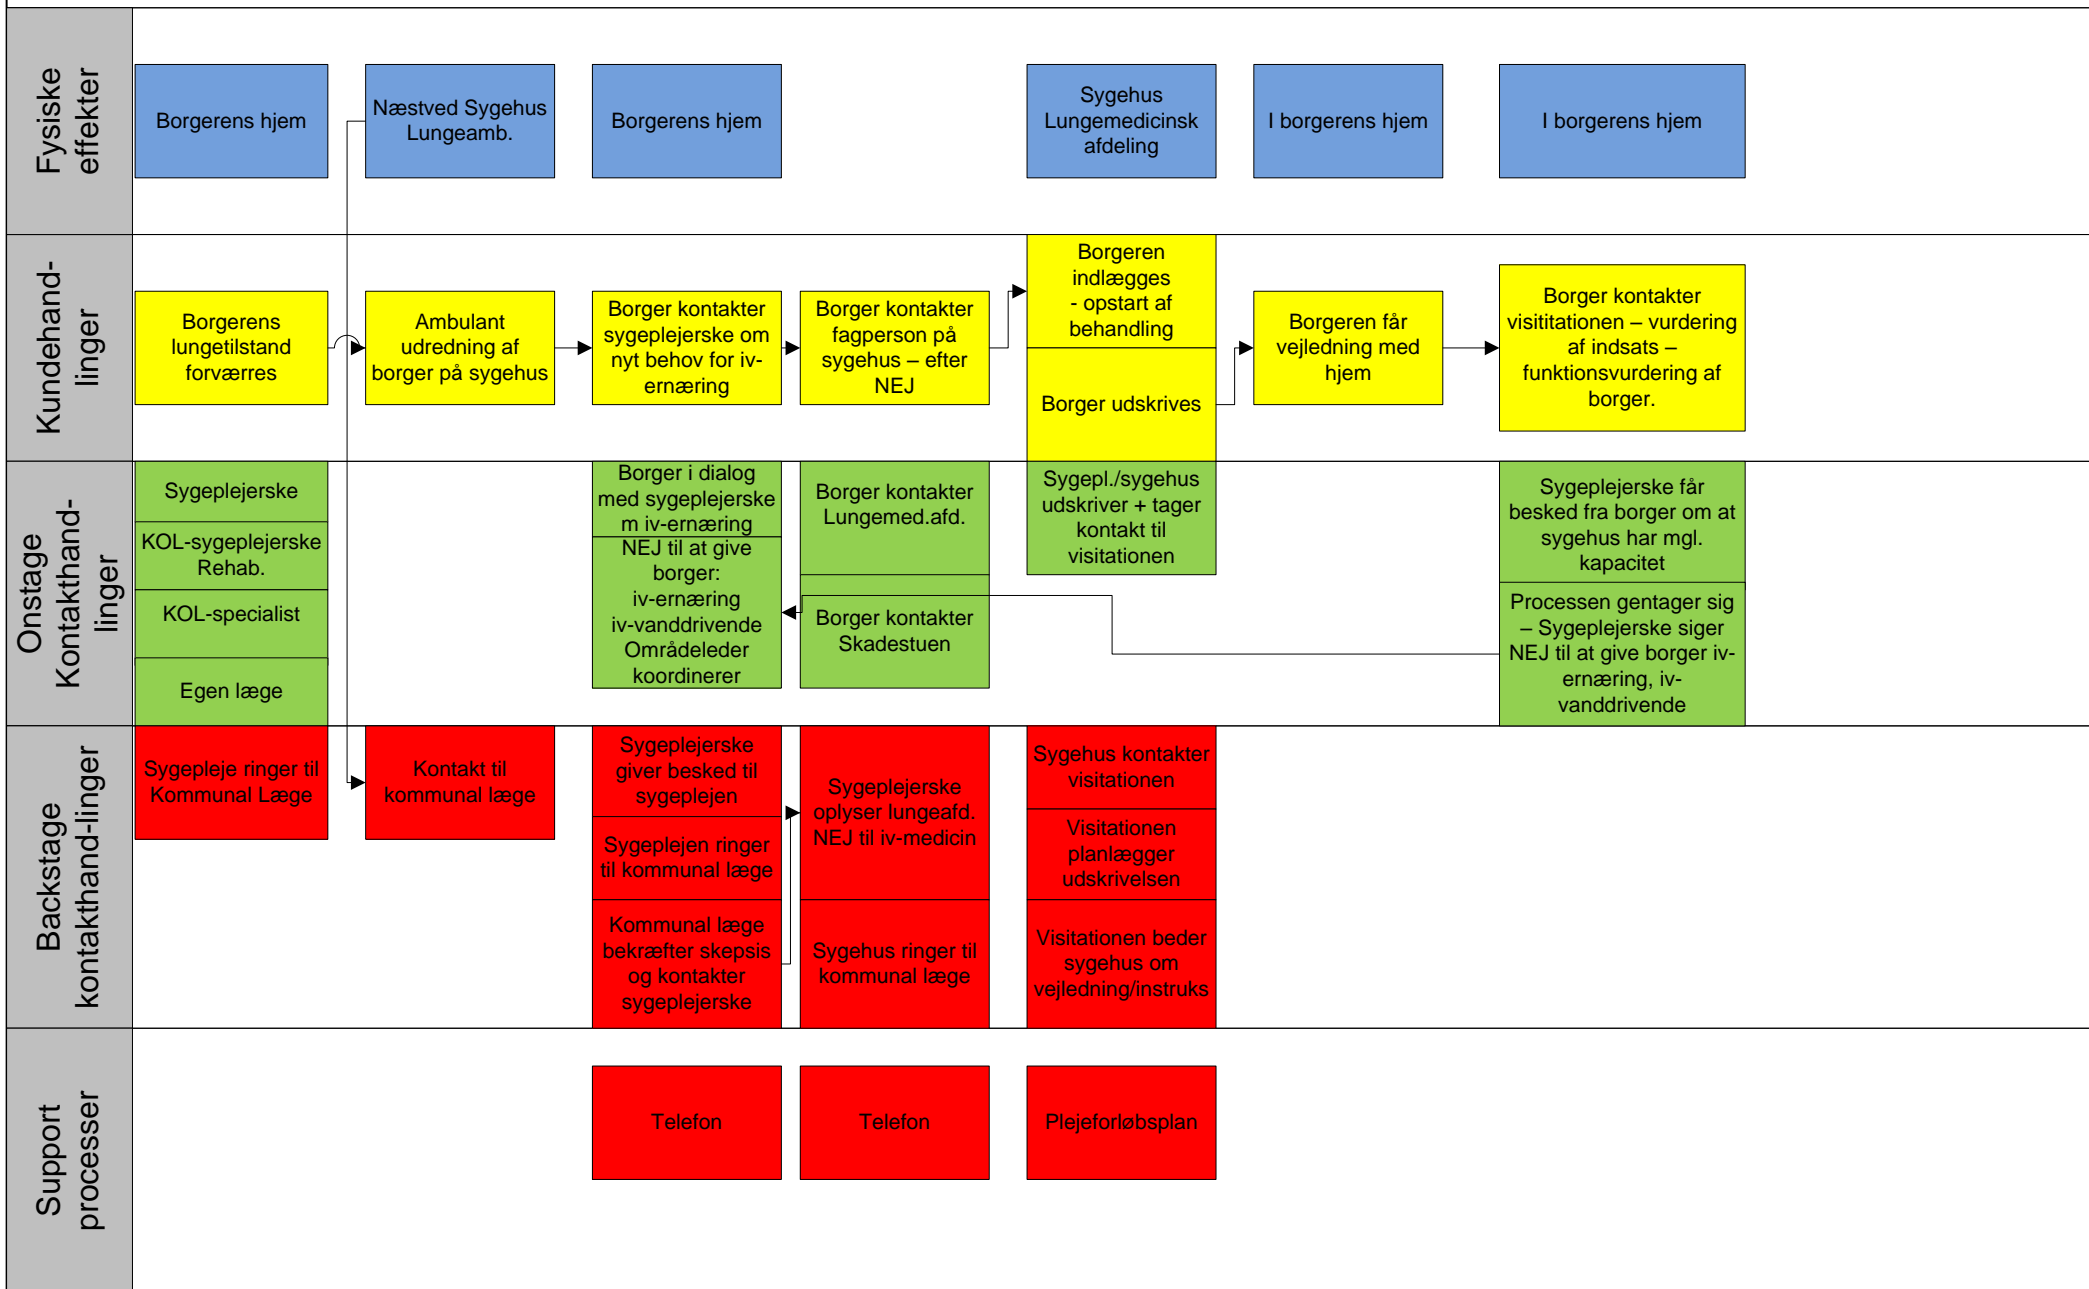 Fysiske
effekter
Borgerens hjem
Næstved Sygehus
Lungeamb.
Borgerens hjem
Sygehus
Lungemedicinsk
afdeling
I borgerens hjem
I borgerens hjem
Kundehand-
linger
Borgerens
lungetilstand
forværres
Ambulant
udredning af
borger på sygehus
Borger kontakter
sygeplejerske om
nyt behov for iv-
ernæring
Borger kontakter
fagperson på
sygehus – efter
NEJ
Borgeren
indlægges
- opstart af
behandling
Borger udskrives
Borgeren får
vejledning med
hjem
Borger kontakter
visititationen – vurdering
af indsats –
funktionsvurdering af
borger.
Onstage
Kontakthand-
linger
Sygeplejerske
KOL-sygeplejerske
Rehab.
KOL-specialist
Egen læge
Borger i dialog
med sygeplejerske
m iv-ernæring
NEJ til at give
borger:
iv-ernæring
iv-vanddrivende
Områdeleder
koordinerer
Borger kontakter
Lungemed.afd.
Borger kontakter
Skadestuen
Sygepl./sygehus
udskriver + tager
kontakt til
visitationen
Sygeplejerske får
besked fra borger om at
sygehus har mgl.
kapacitet
Processen gentager sig
– Sygeplejerske siger
NEJ til at give borger iv-
ernæring, iv-
vanddrivende
Backstage
kontakthand-linger
Sygepleje ringer til
Kommunal Læge
Kontakt til
kommunal læge
Sygeplejerske
giver besked til
sygeplejen
Sygeplejen ringer
til kommunal læge
Kommunal læge
bekræfter skepsis
og kontakter
sygeplejerske
Sygeplejerske
oplyser lungeafd.
NEJ til iv-medicin
Sygehus ringer til
kommunal læge
Sygehus kontakter
visitationen
Visitationen
planlægger
udskrivelsen
Visitationen beder
sygehus om
vejledning/instruks
Support
processer
Telefon
Telefon
Plejeforløbsplan